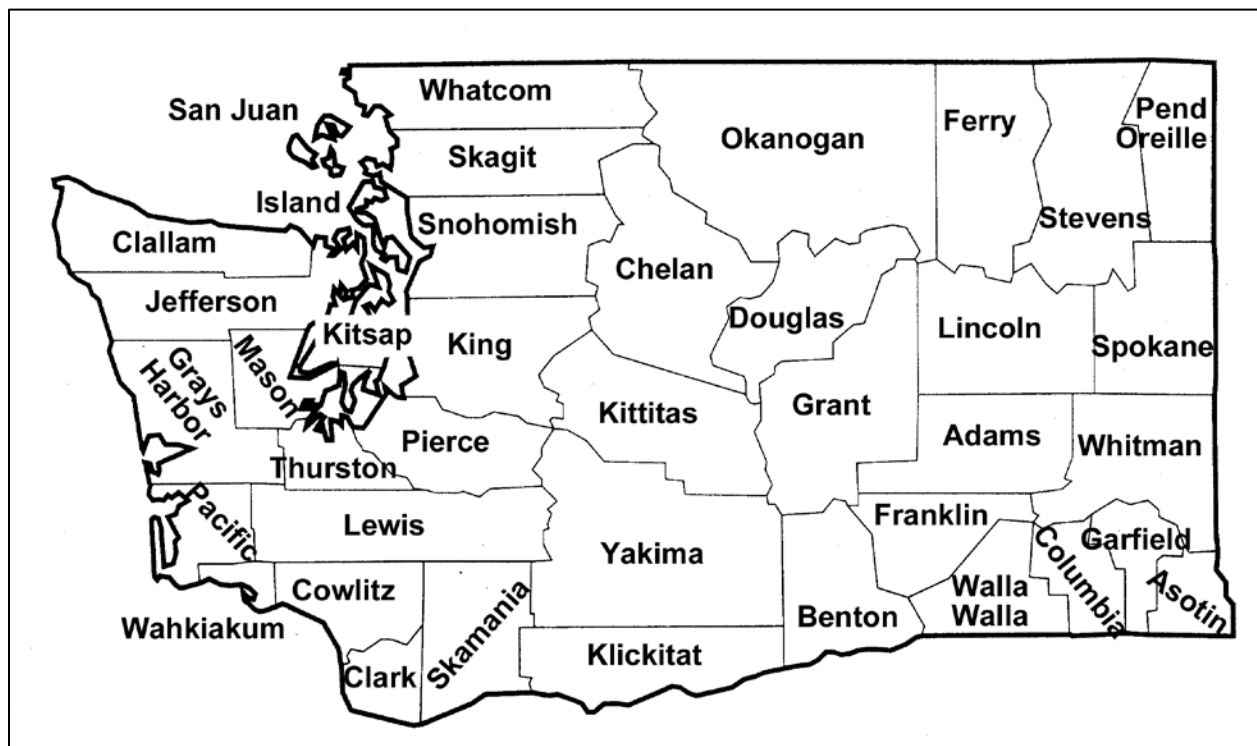 Whatcom
San Juan
Pend
Oreille
Ferry
Okanogan
Skagit
Island
Snohomish
Stevens
Clallam
Chelan
Jefferson
Douglas
Lincoln
Kitsap
King
Spokane
Mason
Grays
Harbor
Kittitas
Grant
Pierce
Adams
Whitman
Thurston
Pacific
Lewis
Franklin
Columbia
Garfield
Yakima
Cowlitz
Walla
Walla
Asotin
Benton
Wahkiakum
Skamania
Klickitat
Clark